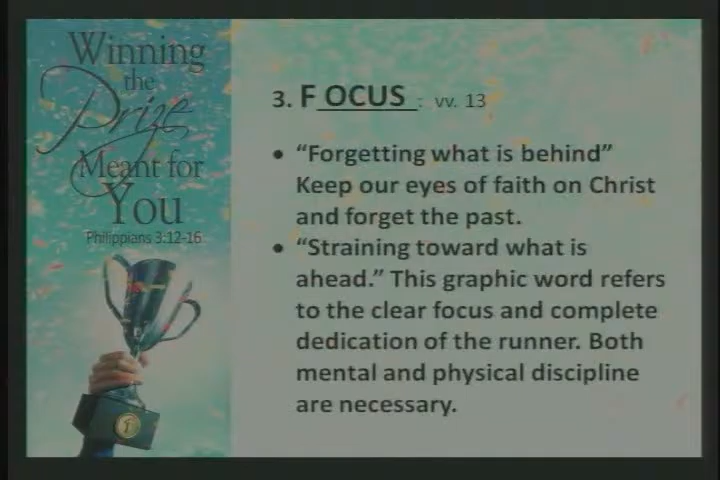 Winning
the
Prize
Meant for
You
Philippians 3:12-16
3. F OCUS : vv. 13
• “Forgetting what is behind”
Keep our eyes of faith on Christ
and forget the past.
• “Straining toward what is
ahead.” This graphic word refers
to the clear focus and complete
dedication of the runner. Both
mental and physical discipline
are necessary.
1